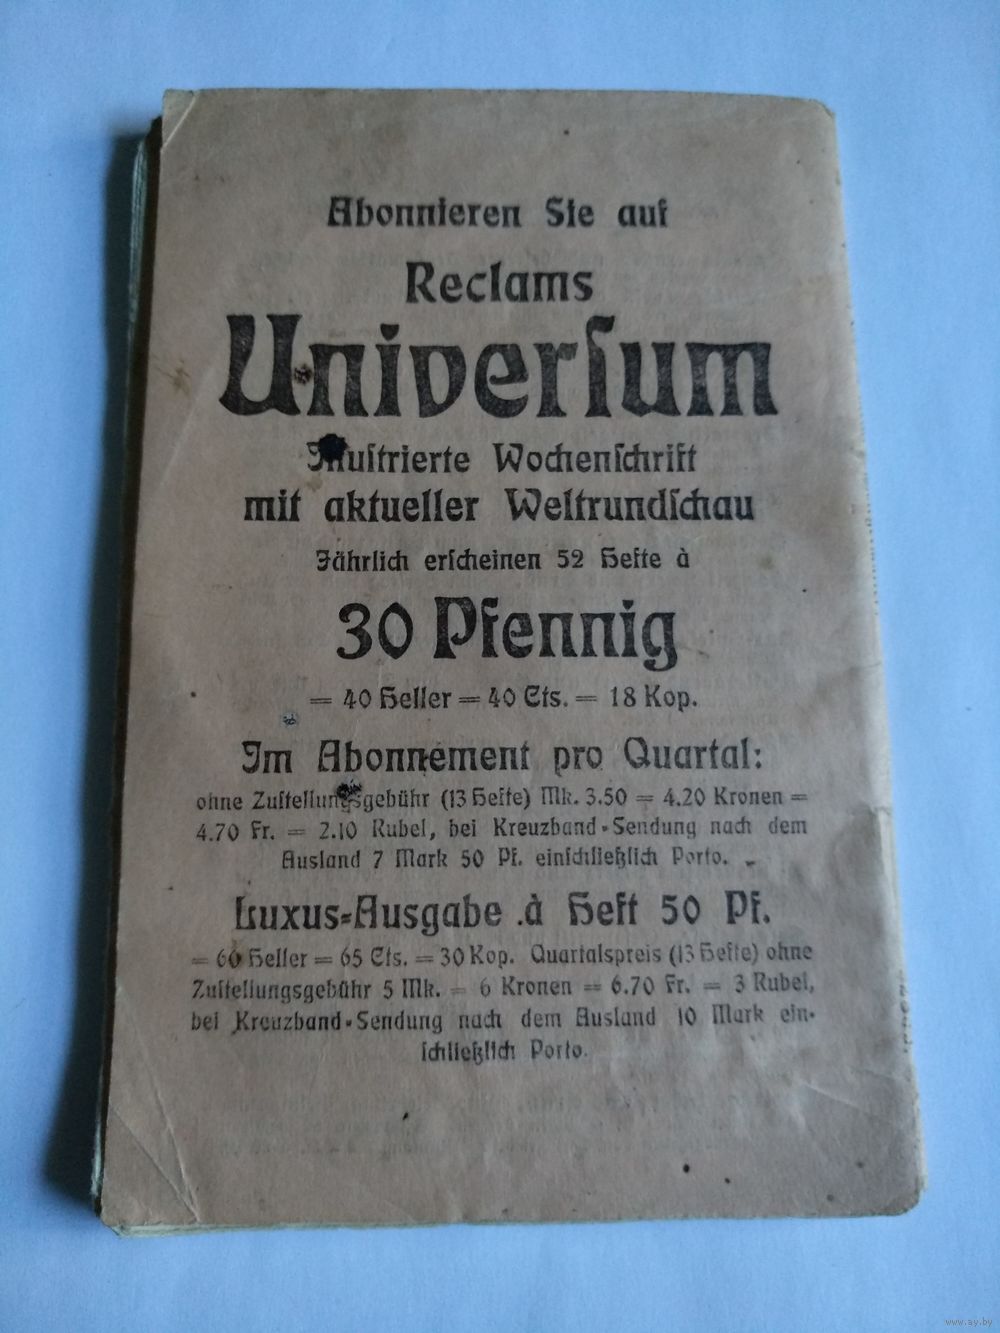 Abonnieren Sie auf
Reclams
Univerſum
Illuſtrierte Wochenſchrift
mit aktueller Weltrundſchau
Jährlich erſcheinen 52 Hefte à
30 Pfennig
= 40 Heller = 40 Cts. = 18 Kop.
Im Abonnement pro Quartal:
ohne Zuſtellungsgebühr (13 Hefte) Mk. 3.50 = 4.20 Kronen =
4.70 Fr. = 2.10 Rubel, bei Kreuzband-Sendung nach dem
Ausland 7 Mark 50 Pf. einſchließlich Porto.
Luxus-Ausgabe à Heft 50 Pf.
= 60 Heller = 65 Cts. = 30 Kop. Quartalspreis (13 Hefte) ohne
Zuſtellungsgebühr 5 Mk. = 6 Kronen = 6.70 Fr. = 3 Rubel,
bei Kreuzband-Sendung nach dem Ausland 10 Mark ein-
ſchließlich Porto.
www.ay.by